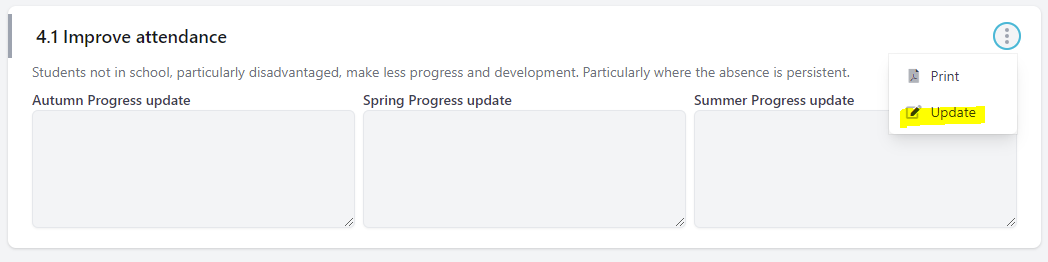 4.1 Improve attendance
Students not in school, particularly disadvantaged, make less progress and development. Particularly where the absence is persistent.
Print
Autumn Progress update
Spring Progress update
Summer Progress update
Update